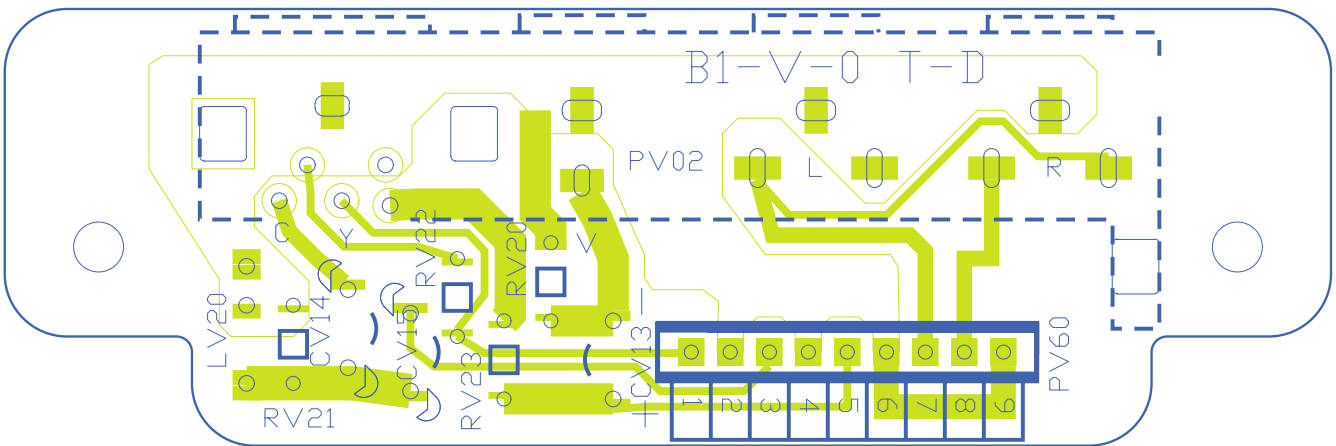 B1-V-0 T-D
PV02
L
R
C
Y
V
RV22
RV20
LV20
CV14
CV15
CV13
-
+
PV60
RV23
RV21
1 2 3 4 5 6 7 8 9